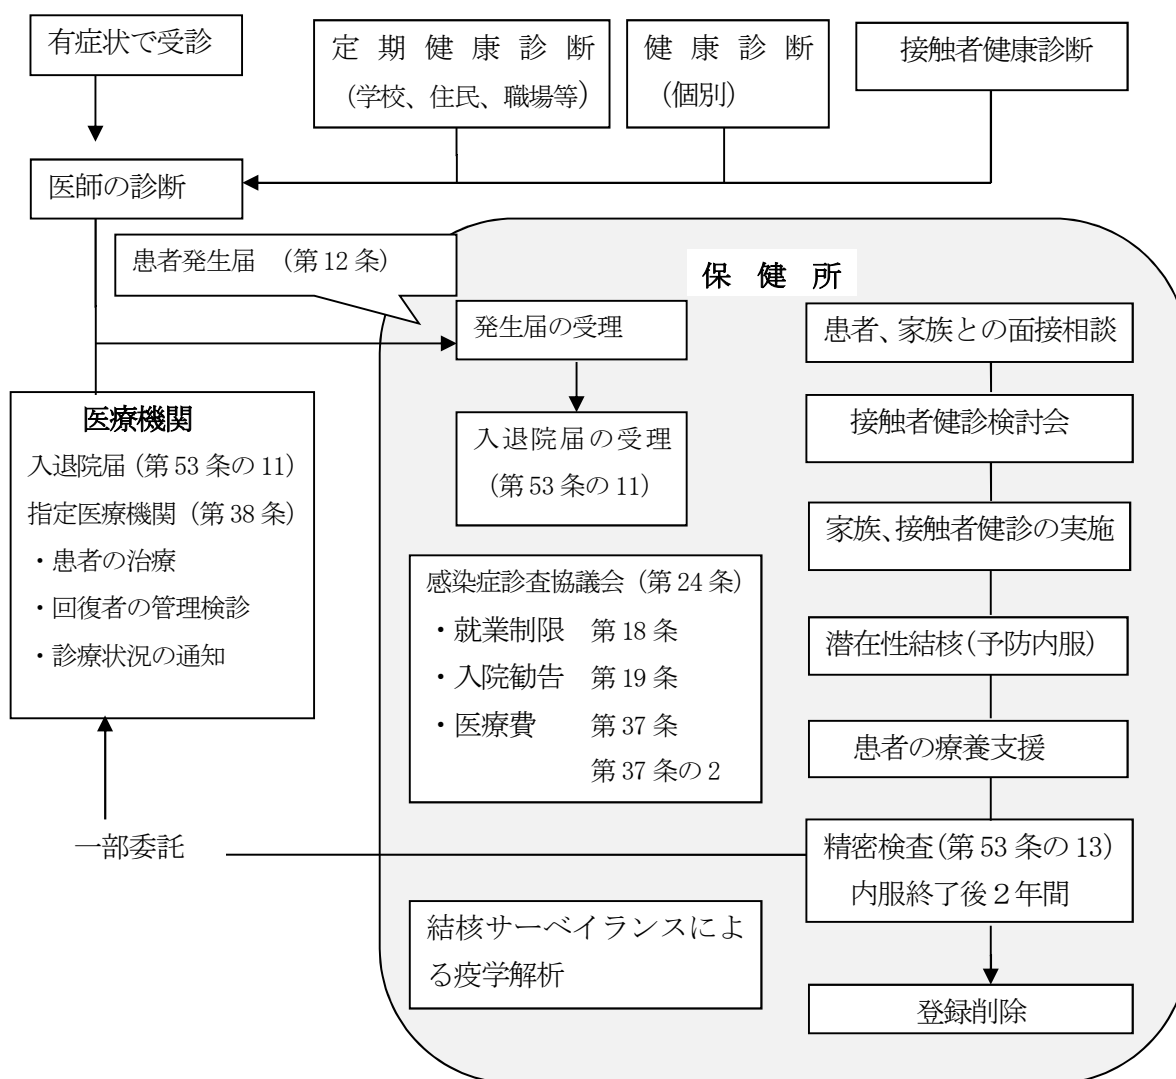 有症状で受診
定期健康診断
(学校、住民、職場等)
健康診断
(個別)
接触者健康診断
医師の診断
患者発生届 (第12条)
保健所
発生届の受理
患者、家族との面接相談
医療機関
入退院届(第53条の11)
指定医療機関(第38条)
・患者の治療
・回復者の管理検診
・診療状況の通知
入退院届の受理
(第53条の11)
接触者健診検討会
家族、接触者健診の実施
感染症診査協議会(第24条)
・就業制限 第18条
・入院勧告 第19条
・医療費 第37条
第37条の2
潜在性結核(予防内服)
患者の療養支援
一部委託
精密検査(第53条の13)
内服終了後2年間
結核サーベイランスによ
る疫学解析
登録削除